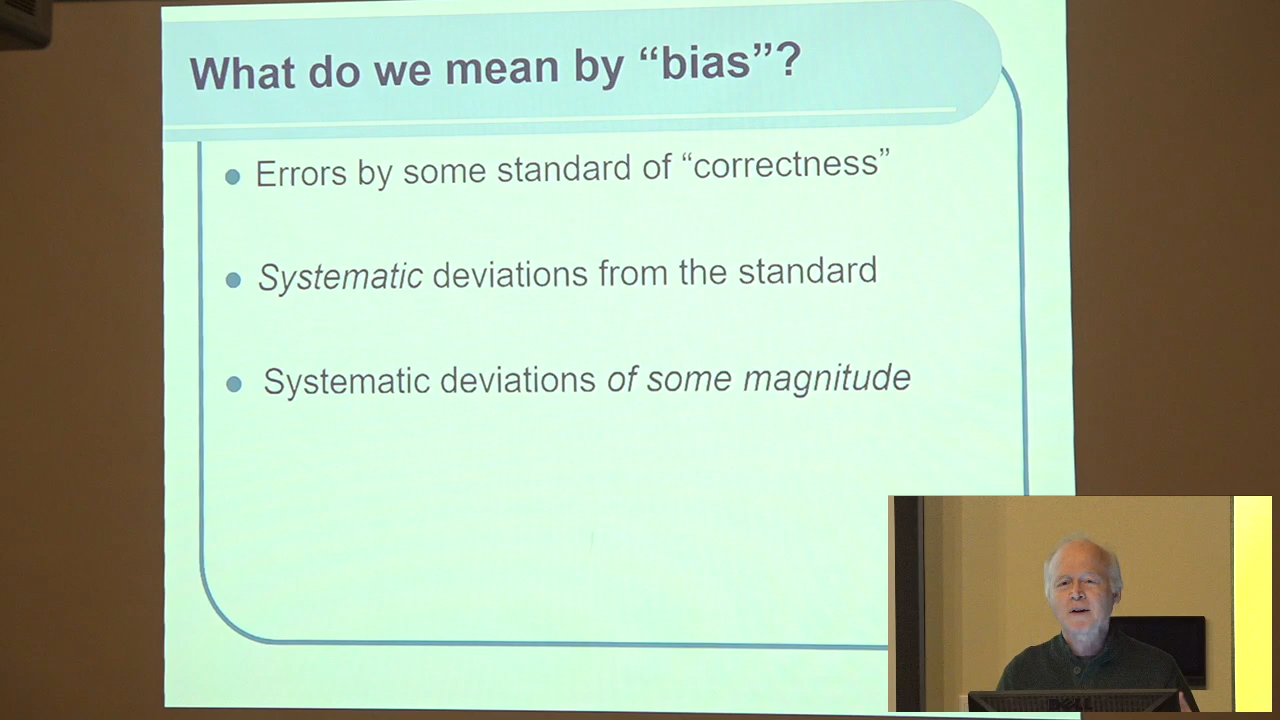 What do we mean by “bias”?
Errors by some standard of “correctness”
Systematic deviations from the standard
Systematic deviations of some magnitude
DELL